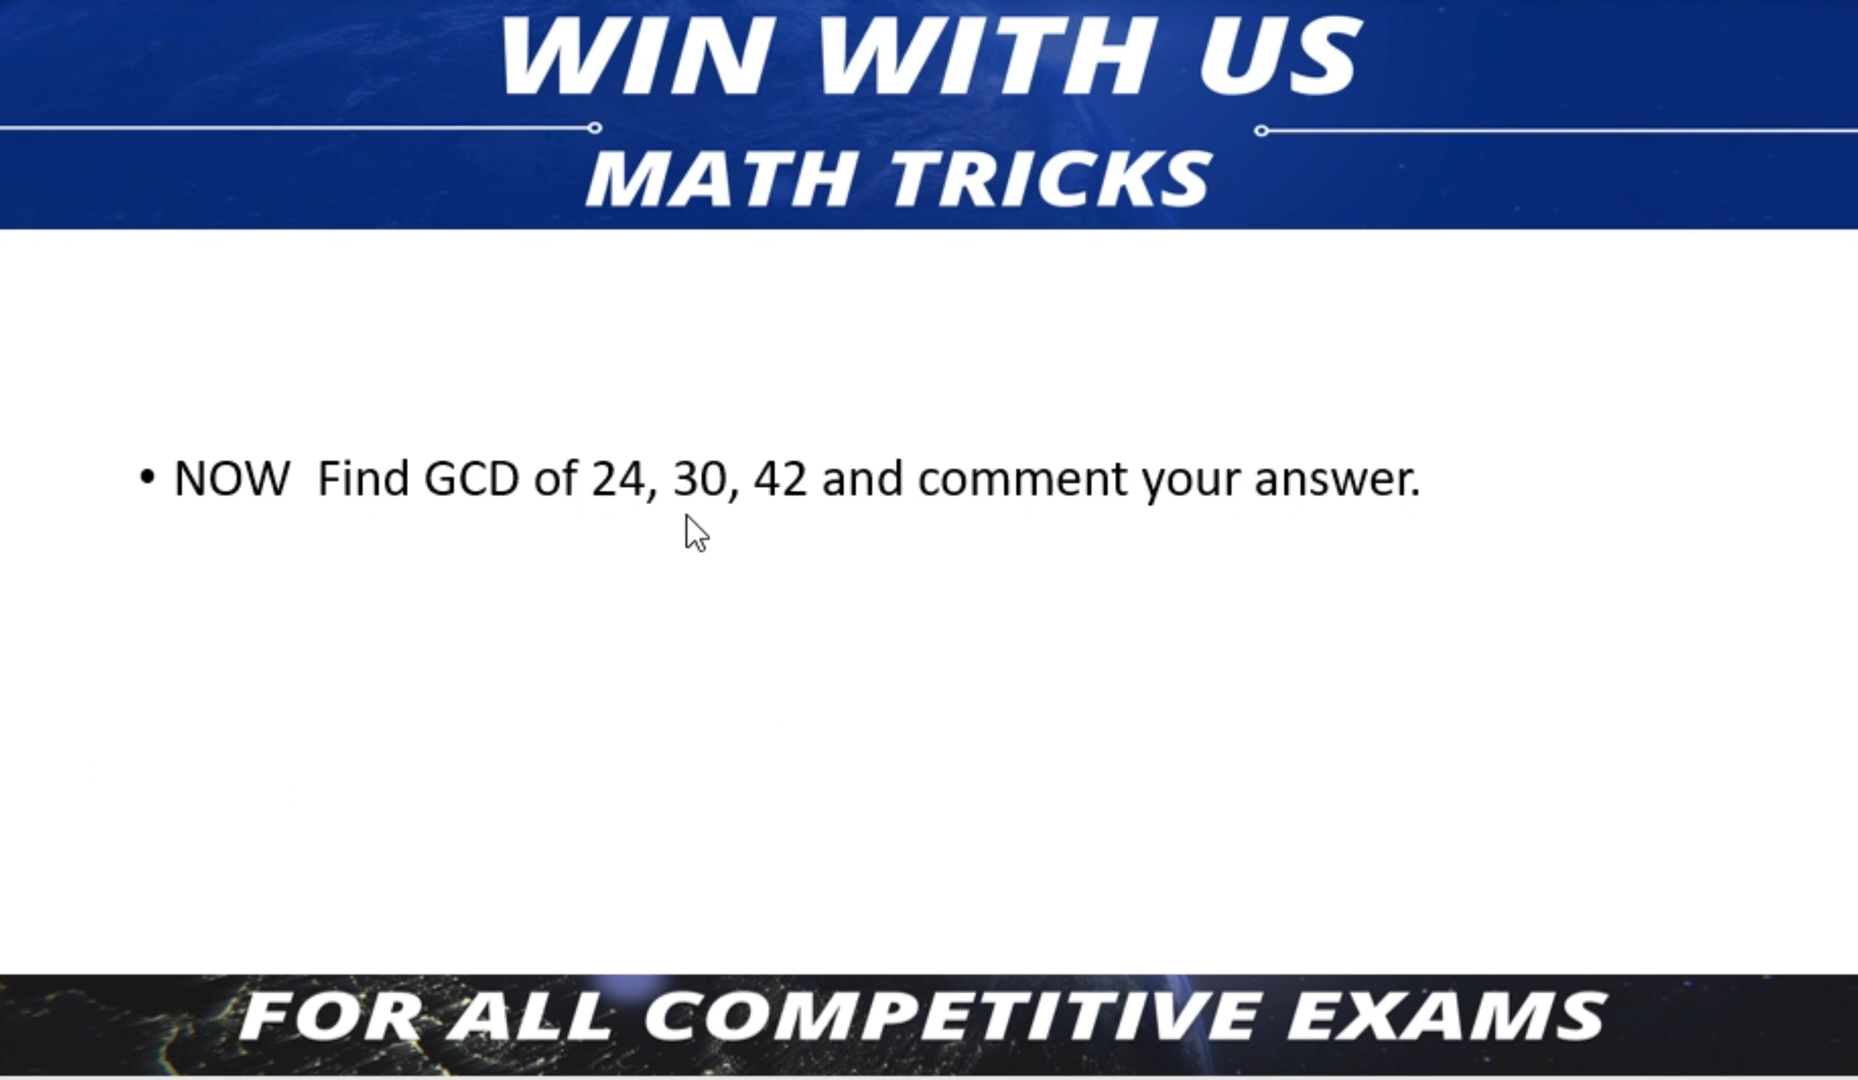 WIN WITH US
MATH TRICKS
• NOW  Find GCD of 24, 30, 42 and comment your answer.
FOR ALL COMPETITIVE EXAMS